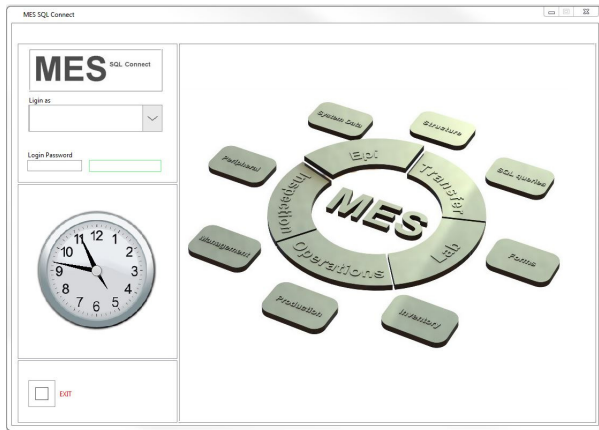 MES SQL Connect
MES SQL Connect
Ligin as
Login Password
11 12 1
10 2
9 3
8 4
7 6 5
EXIT
System Data
Structure
Peripheral
SQL queries
Epi
Transfer
Inspection
MES
Lab
Operations
Management
Forms
Production
Inventory